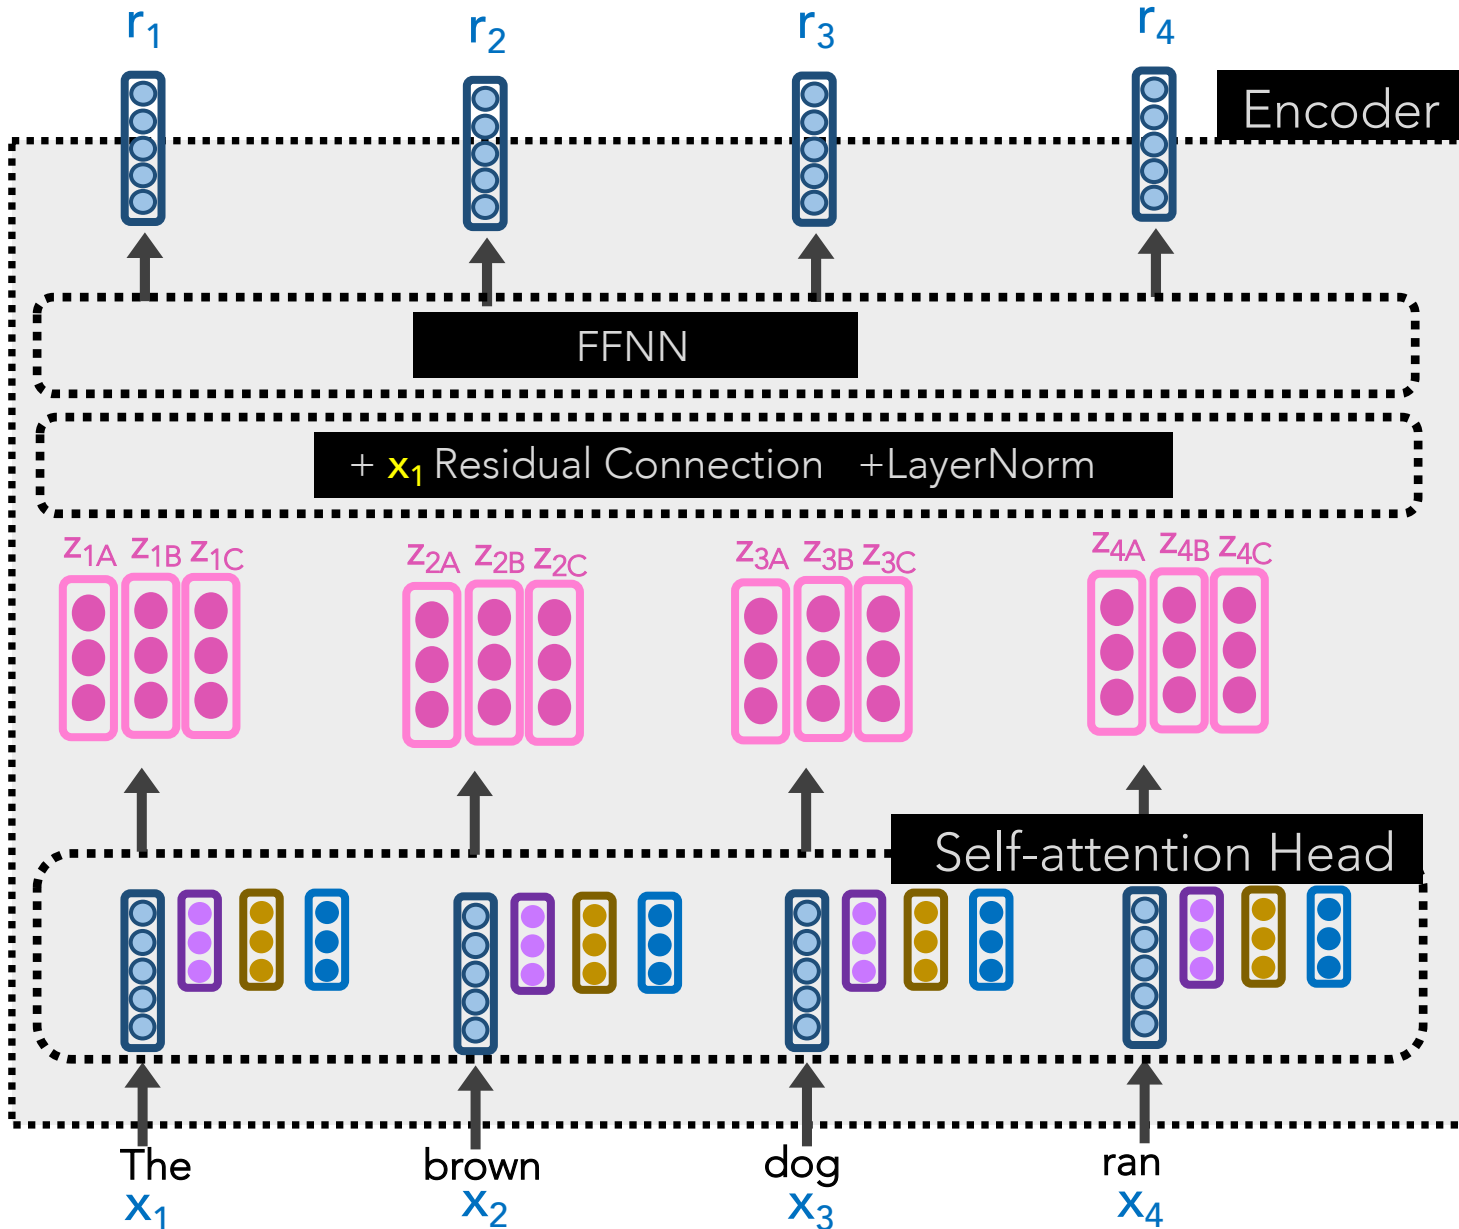 r1 r2 r3 r4
Encoder
FFNN
+ x1 Residual Connection +LayerNorm
z1A z1B z1C z2A z2B z2C z3A z3B z3C z4A z4B z4C
Self-attention Head
The brown dog ran
x1 x2 x3 x4